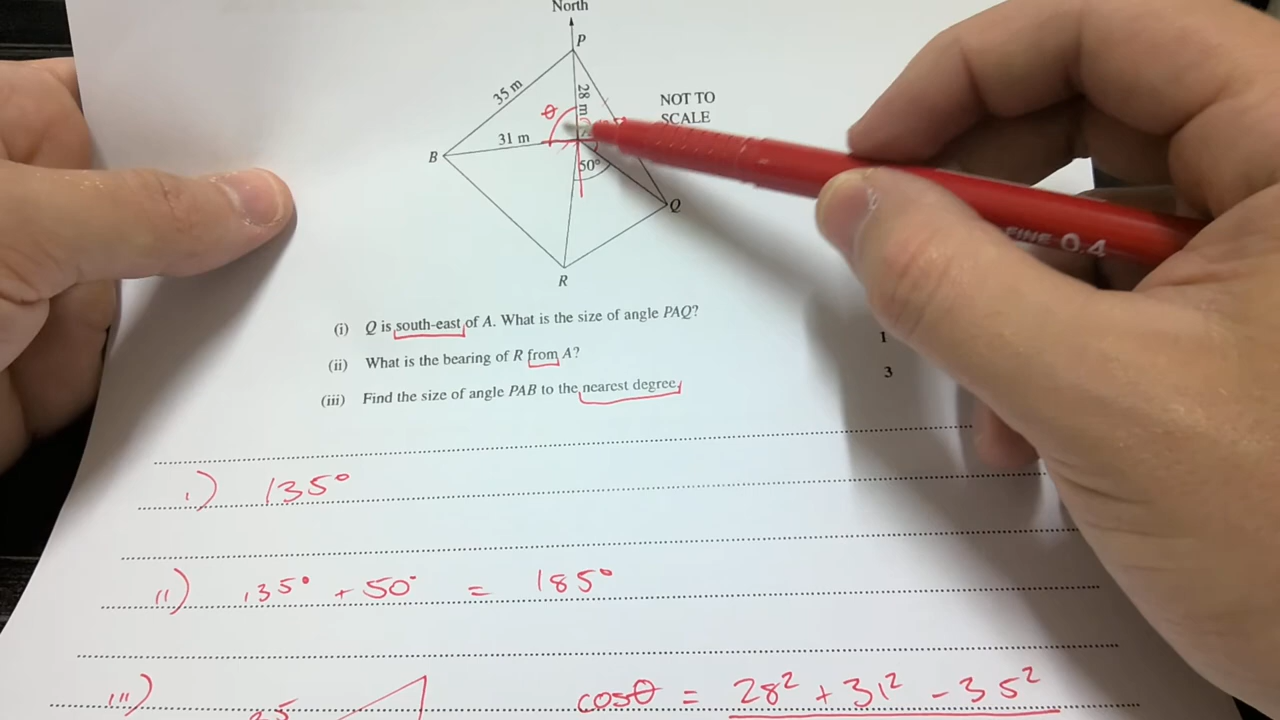 North
P
35 m
28 m
θ
NOT TO
SCALE
31 m
B
50°
Q
R
FINE 0.4
(i) Q is south-east of A. What is the size of angle PAQ?
1
(ii) What is the bearing of R from A?
3
(iii) Find the size of angle PAB to the nearest degree.
i) 135°
ii) 135° + 50° = 185°
iii)
35
cosθ = 28² + 31² - 35²